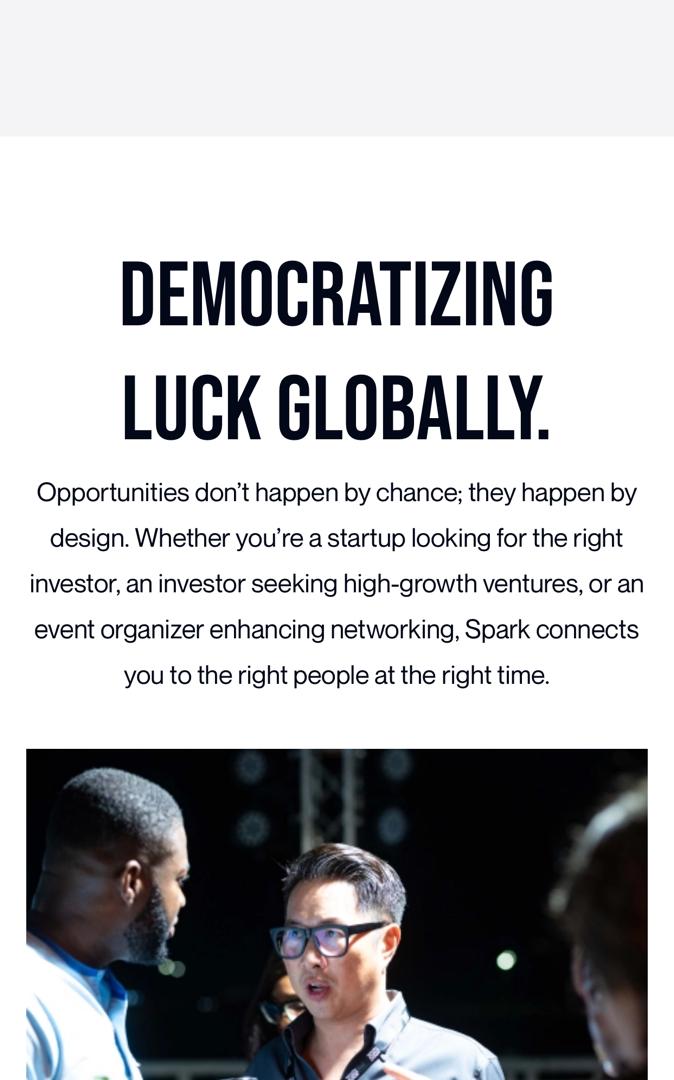 DEMOCRATIZING
LUCK GLOBALLY.
Opportunities don’t happen by chance; they happen by
design. Whether you’re a startup looking for the right
investor, an investor seeking high-growth ventures, or an
event organizer enhancing networking, Spark connects
you to the right people at the right time.